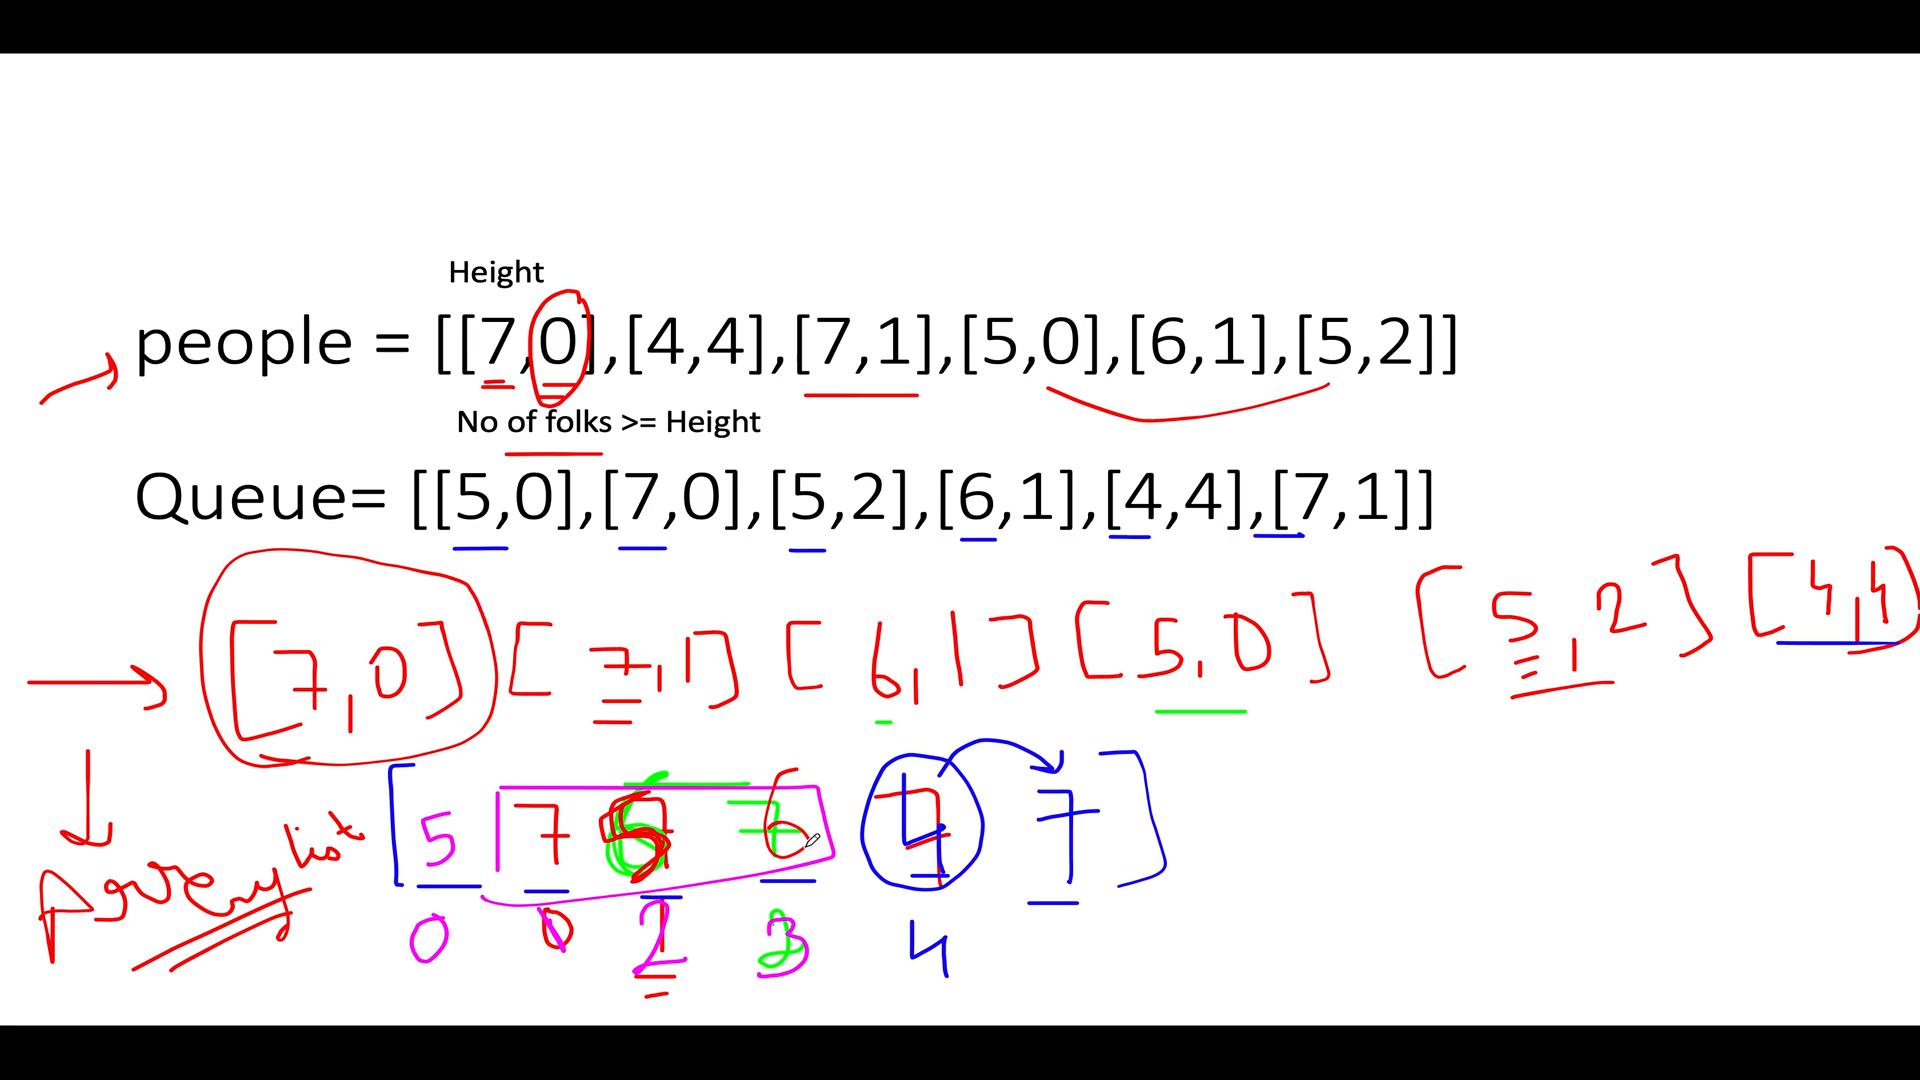 Height
people = [[7,0],[4,4],[7,1],[5,0],[6,1],[5,2]]
No of folks >= Height
Queue= [[5,0],[7,0],[5,2],[6,1],[4,4],[7,1]]
[7,0] [7,1] [6,1] [5,0] [5,2] [4,4]
[5 7 5 6 4 7]
list
0 0 2 3 4